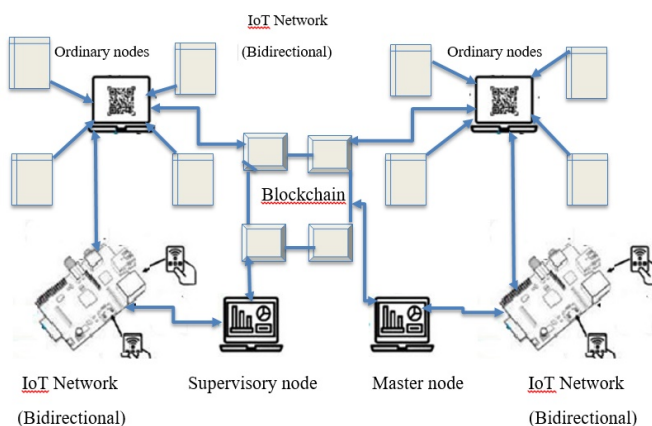 IoT Network
(Bidirectional)
Ordinary nodes
Ordinary nodes
Blockchain
IoT Network
(Bidirectional)
Supervisory node
Master node
IoT Network
(Bidirectional)